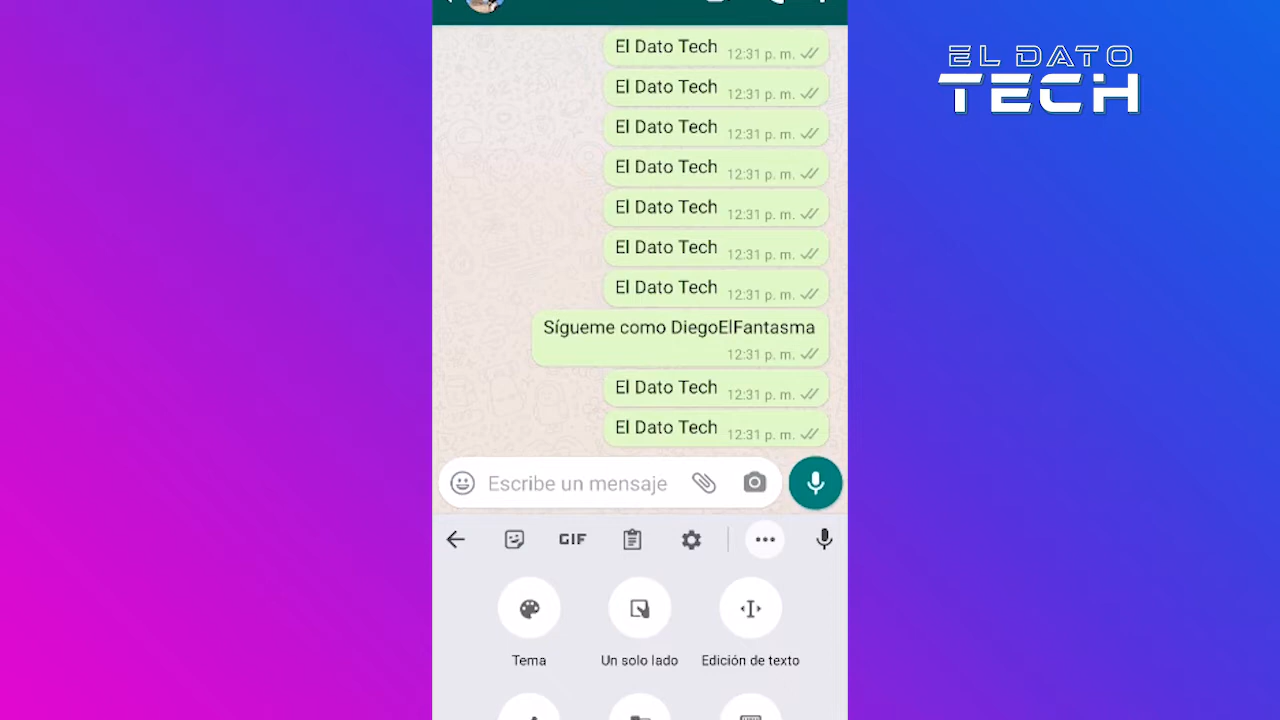 EL DATO
TECH
El Dato Tech 12:31 p. m.
El Dato Tech 12:31 p. m.
El Dato Tech 12:31 p. m.
El Dato Tech 12:31 p. m.
El Dato Tech 12:31 p. m.
El Dato Tech 12:31 p. m.
El Dato Tech 12:31 p. m.
Sígueme como DiegoElFantasma
12:31 p. m.
El Dato Tech 12:31 p. m.
El Dato Tech 12:31 p. m.
Escribe un mensaje
GIF
Tema Un solo lado Edición de texto